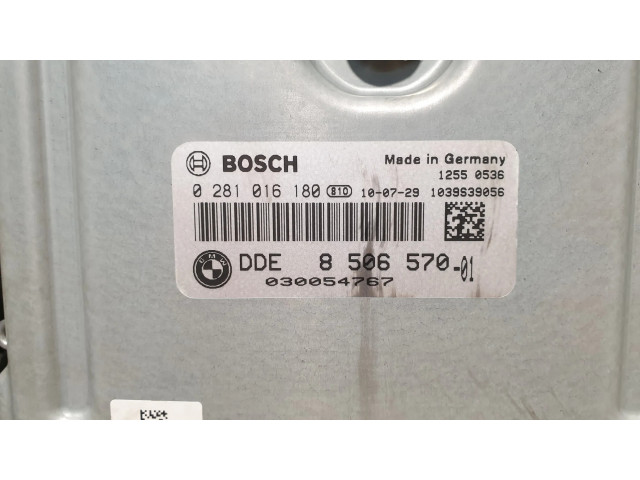 BOSCH Made in Germany
1255 0536
0 281 016 180 810 10-07-29 1039S39056
BMW DDE 8 506 570-01
030054767